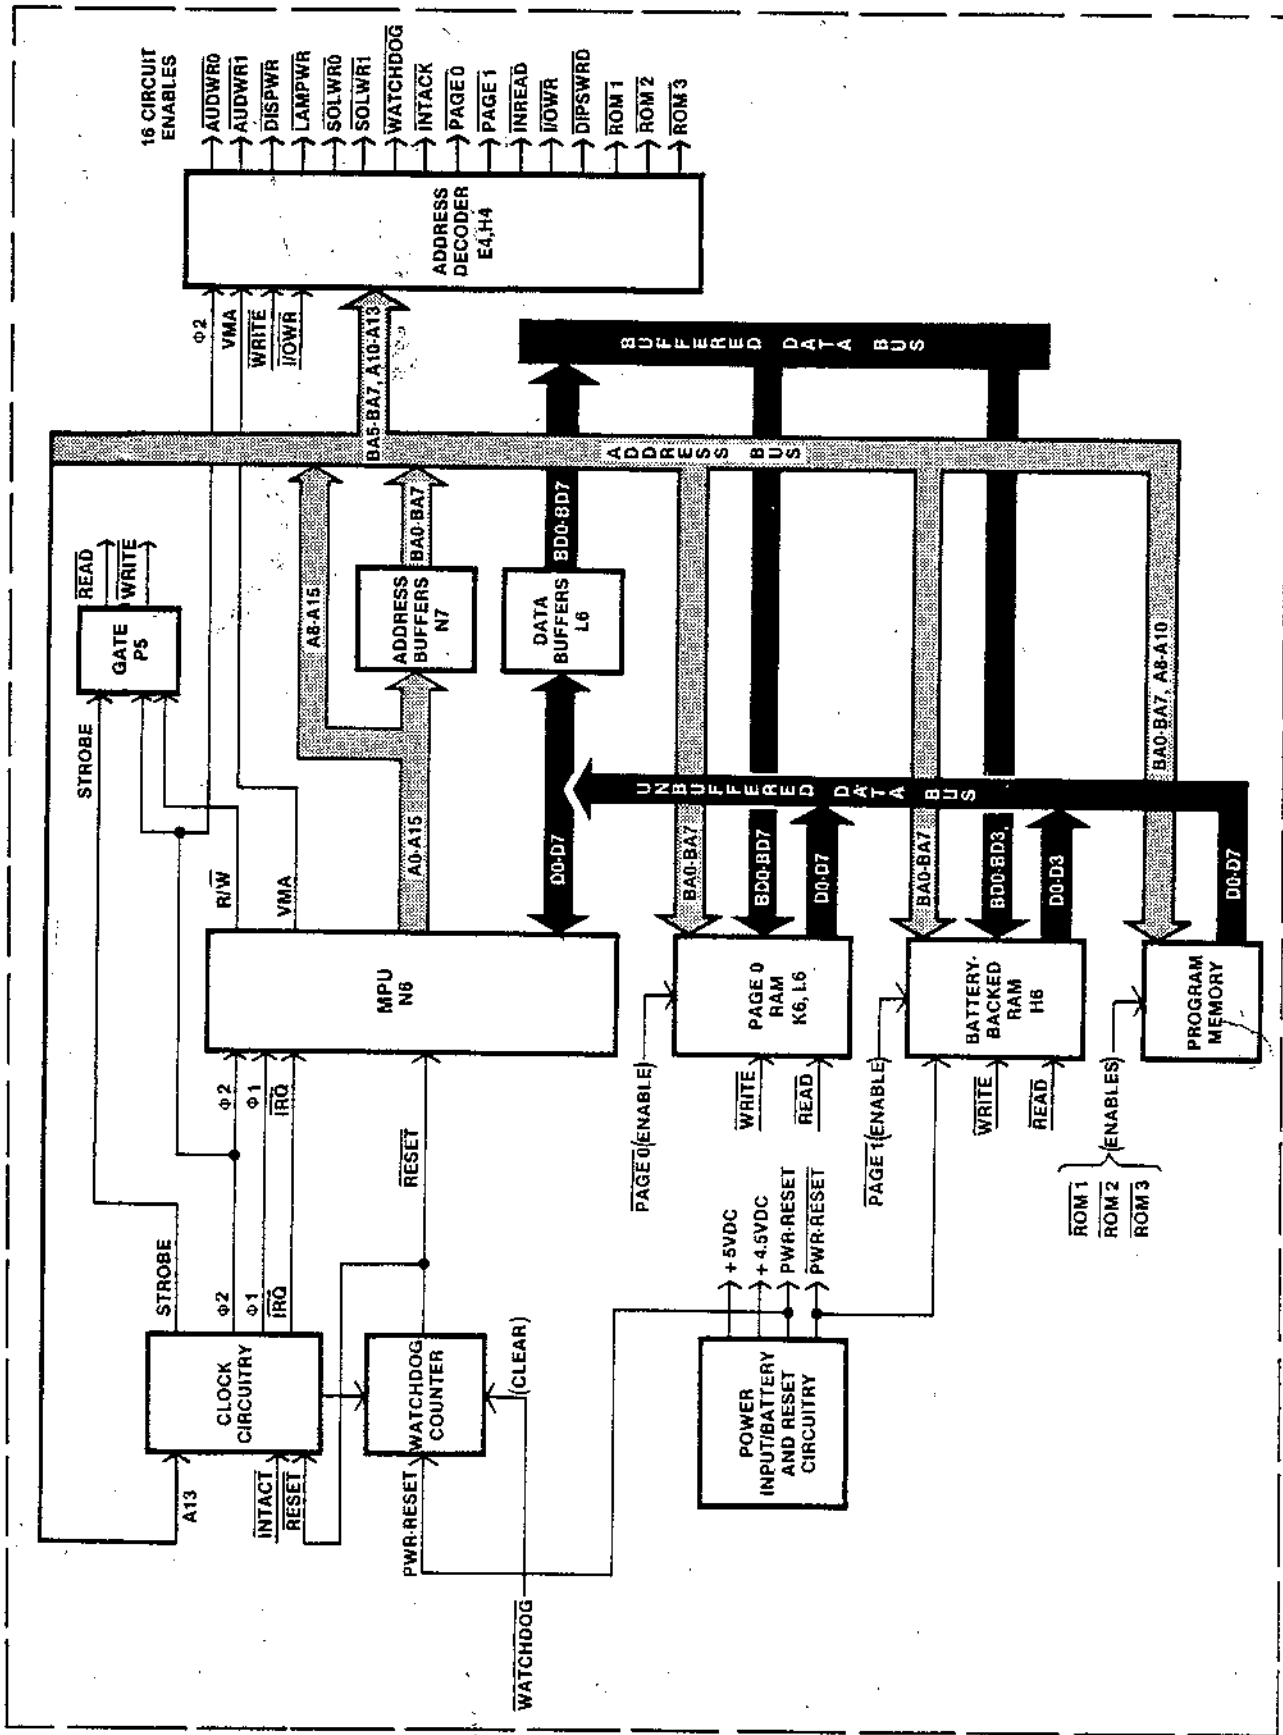 16 CIRCUIT
ENABLES
AUDWR0
AUDWR1
DISPWR
LAMPWR
SOLWR0
SOLWR1
WATCHDOG
INTACK
PAGE 0
PAGE 1
INREAD
I/OWR
DIPSWRD
ROM 1
ROM 2
ROM 3
ADDRESS
DECODER
E4,H4
Φ2
VMA
WRITE
I/OWR
BA5-BA7, A10-A13
BUFFERED DATA BUS
ADDRESS BUS
READ
WRITE
GATE
P5
STROBE
A8-A15
ADDRESS
BUFFERS
N7
BA0-BA7
DATA
BUFFERS
L6
BD0-BD7
R/W
VMA
A0-A15
D0-D7
UNBUFFERED DATA BUS
BA0-BA7
BD0-BD7
D0-D7
BA0-BA7
BD0-BD3
D0-D3
BA0-BA7, A8-A10
D0-D7
MPU
N6
PAGE 0
RAM
K6, L6
BATTERY-
BACKED
RAM
H6
PROGRAM
MEMORY
Φ2
Φ1
IRQ
RESET
PAGE 0(ENABLE)
WRITE
READ
PAGE 1(ENABLE)
WRITE
READ
(ENABLES)
ROM 1
ROM 2
ROM 3
STROBE
Φ2
Φ1
IRQ
CLOCK
CIRCUITRY
WATCHDOG
COUNTER
(CLEAR)
+5VDC
+4.5VDC
PWR-RESET
PWR-RESET
POWER
INPUT/BATTERY
AND RESET
CIRCUITRY
A13
INTACT
RESET
PWR-RESET
WATCHDOG